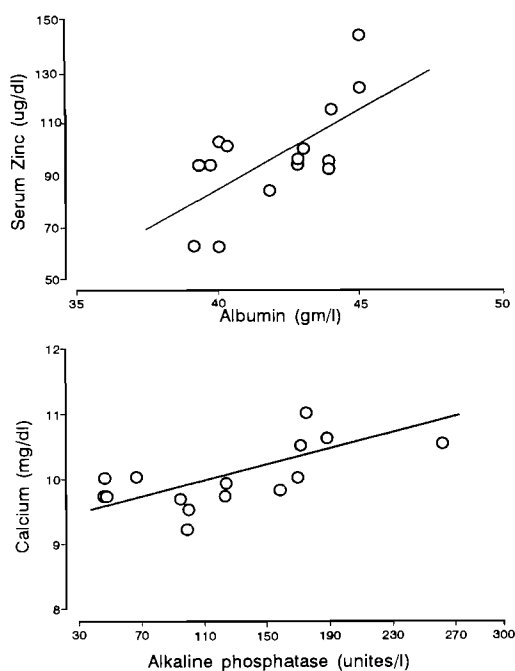 150
130
110
90
70
50
Serum Zinc (ug/dl)
35 40 45 50
Albumin (gm/l)
12
11
10
9
8
Calcium (mg/dl)
30 70 110 150 190 230 270 300
Alkaline phosphatase (unites/l)